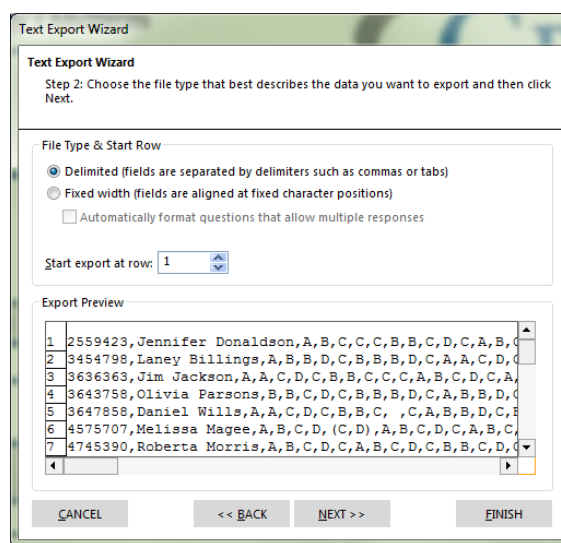 Text Export Wizard
Text Export Wizard
Step 2: Choose the file type that best describes the data you want to export and then click
Next.
File Type & Start Row
Delimited (fields are separated by delimiters such as commas or tabs)
Fixed width (fields are aligned at fixed character positions)
Automatically format questions that allow multiple responses
Start export at row: 1
Export Preview
1 2559423,Jennifer Donaldson,A,B,C,C,C,B,B,C,D,C,A,B,
2 3454798,Laney Billings,A,B,B,D,C,B,B,B,D,C,A,A,C,D,
3 3636363,Jim Jackson,A,A,C,D,C,B,B,C,C,C,A,B,C,D,C,A,
4 3643758,Olivia Parsons,B,B,C,D,C,B,B,B,D,C,A,B,B,D,
5 3647858,Daniel Wills,A,A,C,D,C,B,B,C, ,C,A,B,B,D,C,
6 4575707,Melissa Magee,A,B,C,D,(C,D),A,B,C,D,C,A,B,C,
7 4745390,Roberta Morris,A,B,C,D,C,A,B,C,D,C,B,B,C,D,
CANCEL << BACK NEXT >> FINISH